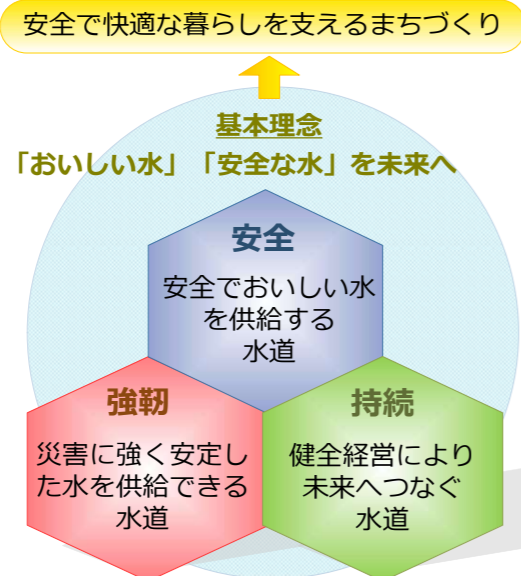 安全で快適な暮らしを支えるまちづくり
基本理念
「おいしい水」「安全な水」を未来へ
安全
安全でおいしい水
を供給する
水道
強靭
災害に強く安定し
た水を供給できる
水道
持続
健全経営により
未来へつなぐ
水道